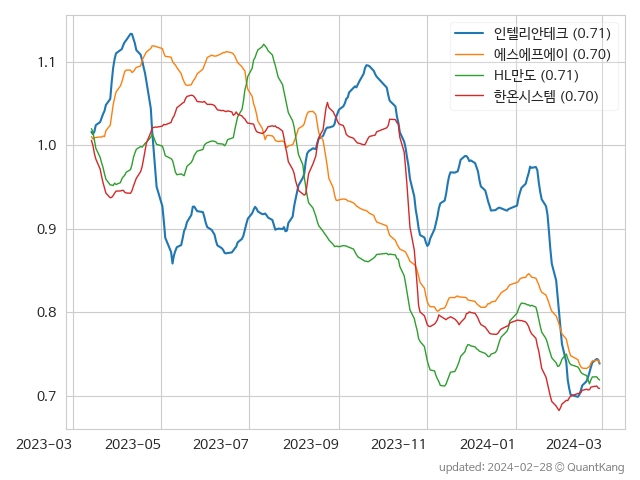 인텔리안테크 (0.71)
에스에프에이 (0.70)
HL만도 (0.71)
한온시스템 (0.70)
1.1
1.0
0.9
0.8
0.7
2023-03 2023-05 2023-07 2023-09 2023-11 2024-01 2024-03
updated: 2024-02-28 © QuantKang